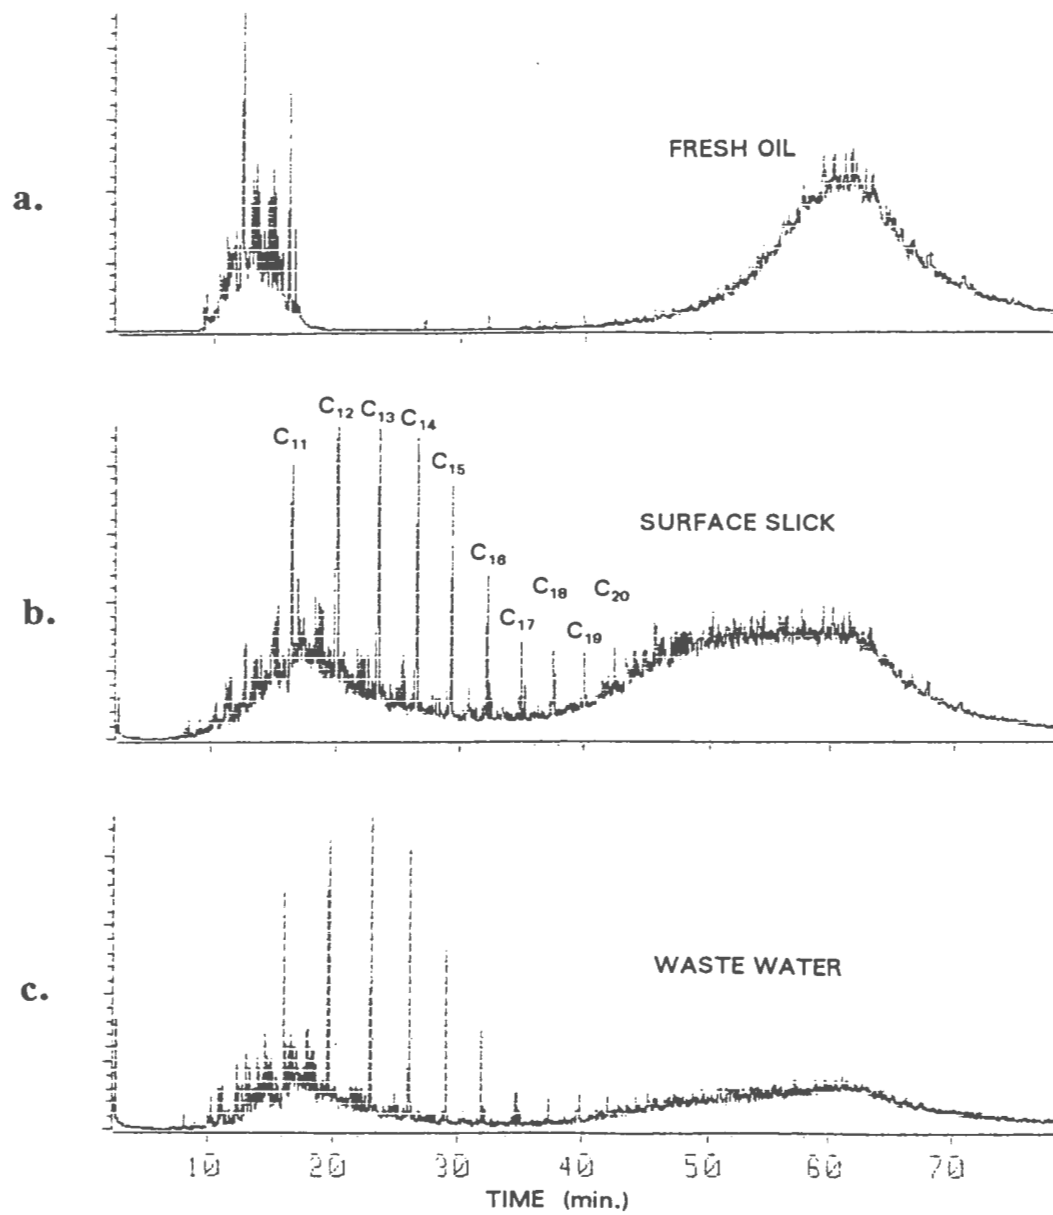 a.
FRESH OIL
b.
C₁₁
C₁₂
C₁₃
C₁₄
C₁₅
C₁₆
C₁₇
C₁₈
C₁₉
C₂₀
SURFACE SLICK
c.
WASTE WATER
10 20 30 40 50 60 70
TIME (min.)